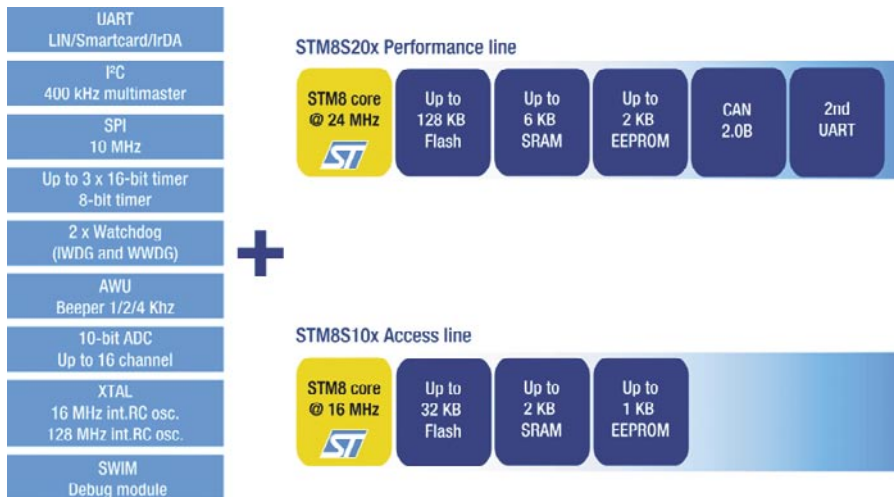 UART
LIN/Smartcard/IrDA
I²C
400 kHz multimaster
SPI
10 MHz
Up to 3 x 16-bit timer
8-bit timer
2 x Watchdog
(IWDG and WWDG)
AWU
Beeper 1/2/4 Khz
10-bit ADC
Up to 16 channel
XTAL
16 MHz int.RC osc.
128 MHz int.RC osc.
SWIM
Debug module
+
STM8S20x Performance line
STM8 core
@ 24 MHz
ST
Up to
128 KB
Flash
Up to
6 KB
SRAM
Up to
2 KB
EEPROM
CAN
2.0B
2nd
UART
STM8S10x Access line
STM8 core
@ 16 MHz
ST
Up to
32 KB
Flash
Up to
2 KB
SRAM
Up to
1 KB
EEPROM